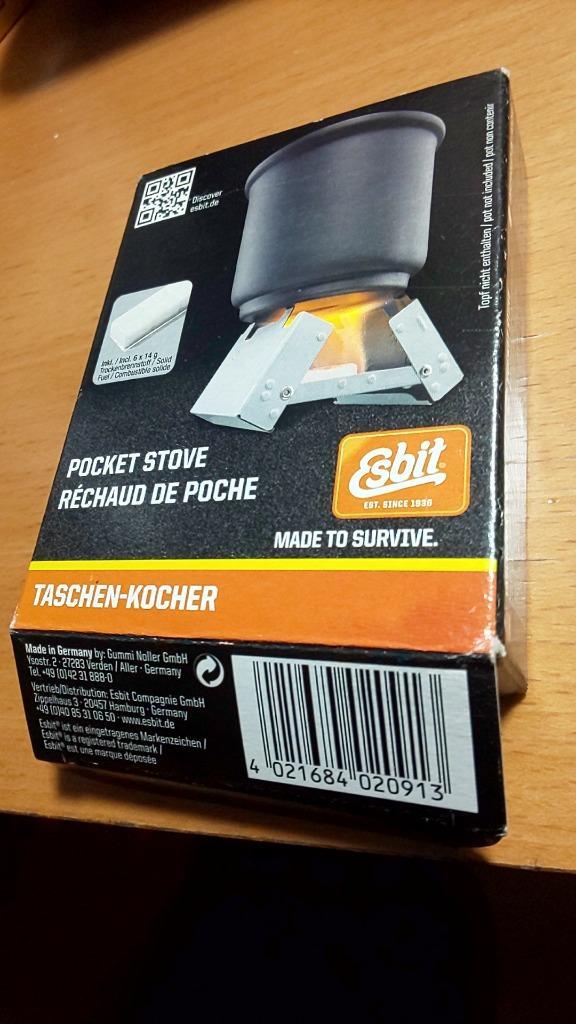 Discover
esbit.de
Topf nicht enthalten / pot not included / pot non contenir
Inkl. / Incl. 6 x 14 g
Trockenbrennstoff / Solid
Fuel / Combustible solide
POCKET STOVE
RÉCHAUD DE POCHE
Esbit®
EST. SINCE 1936
MADE TO SURVIVE.
TASCHEN-KOCHER
Made in Germany by: Gummi Noller GmbH
Ysostr. 2 · 27283 Verden / Aller · Germany
Tel. +49 (0)42 31 888-0
Vertrieb/Distribution: Esbit Compagnie GmbH
Zippelhaus 3 · 20457 Hamburg · Germany
+49 (0)40 85 31 06 50 · www.esbit.de
Esbit® ist ein eingetragenes Markenzeichen /
Esbit® is a registered trademark /
Esbit® est une marque déposée
4 021684 020913